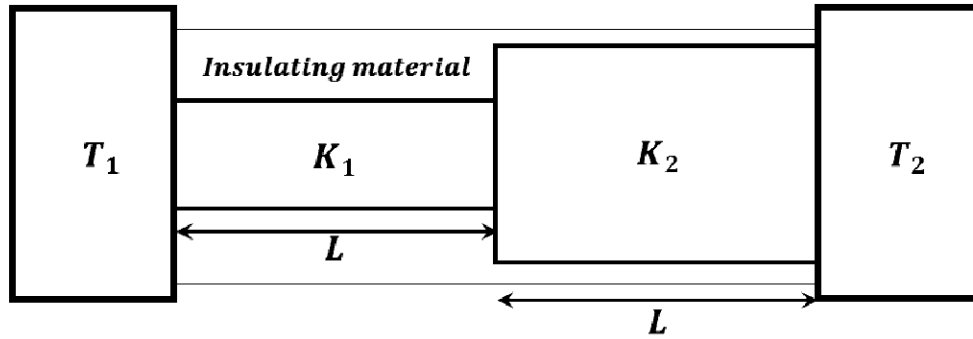 Insulating material
T₁
K₁
K₂
T₂
L
L